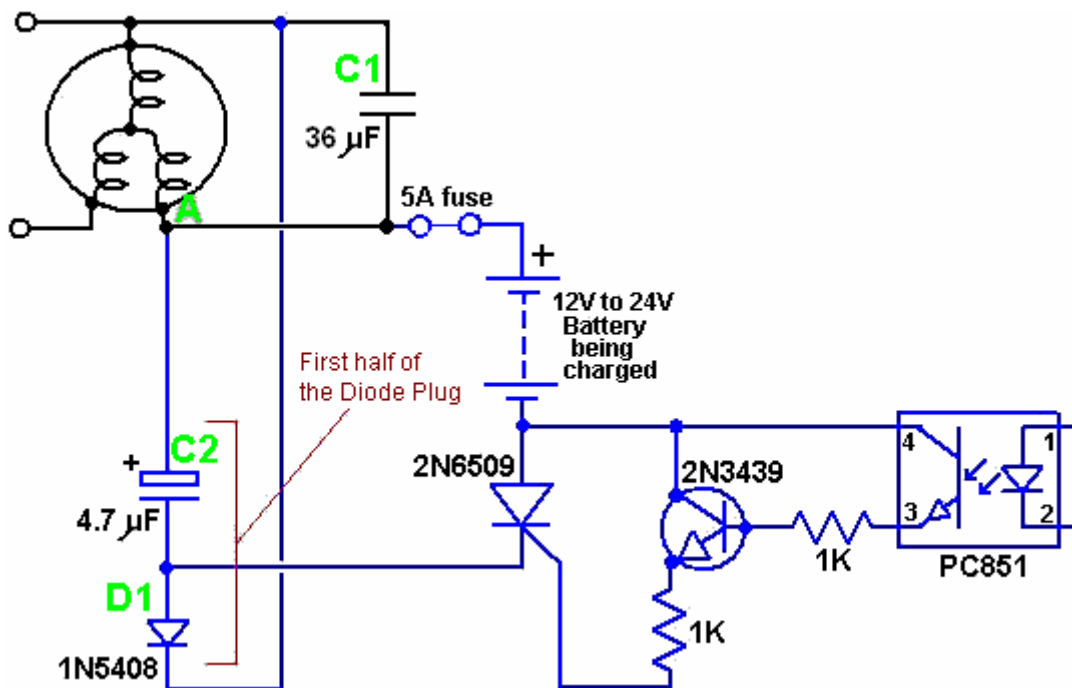 C1
36 µF
A
5A fuse
+
12V to 24V
Battery
being
charged
First half of
the Diode Plug
C2
+
4.7 µF
2N6509
2N3439
4
1
3
2
1K
PC851
D1
1N5408
1K